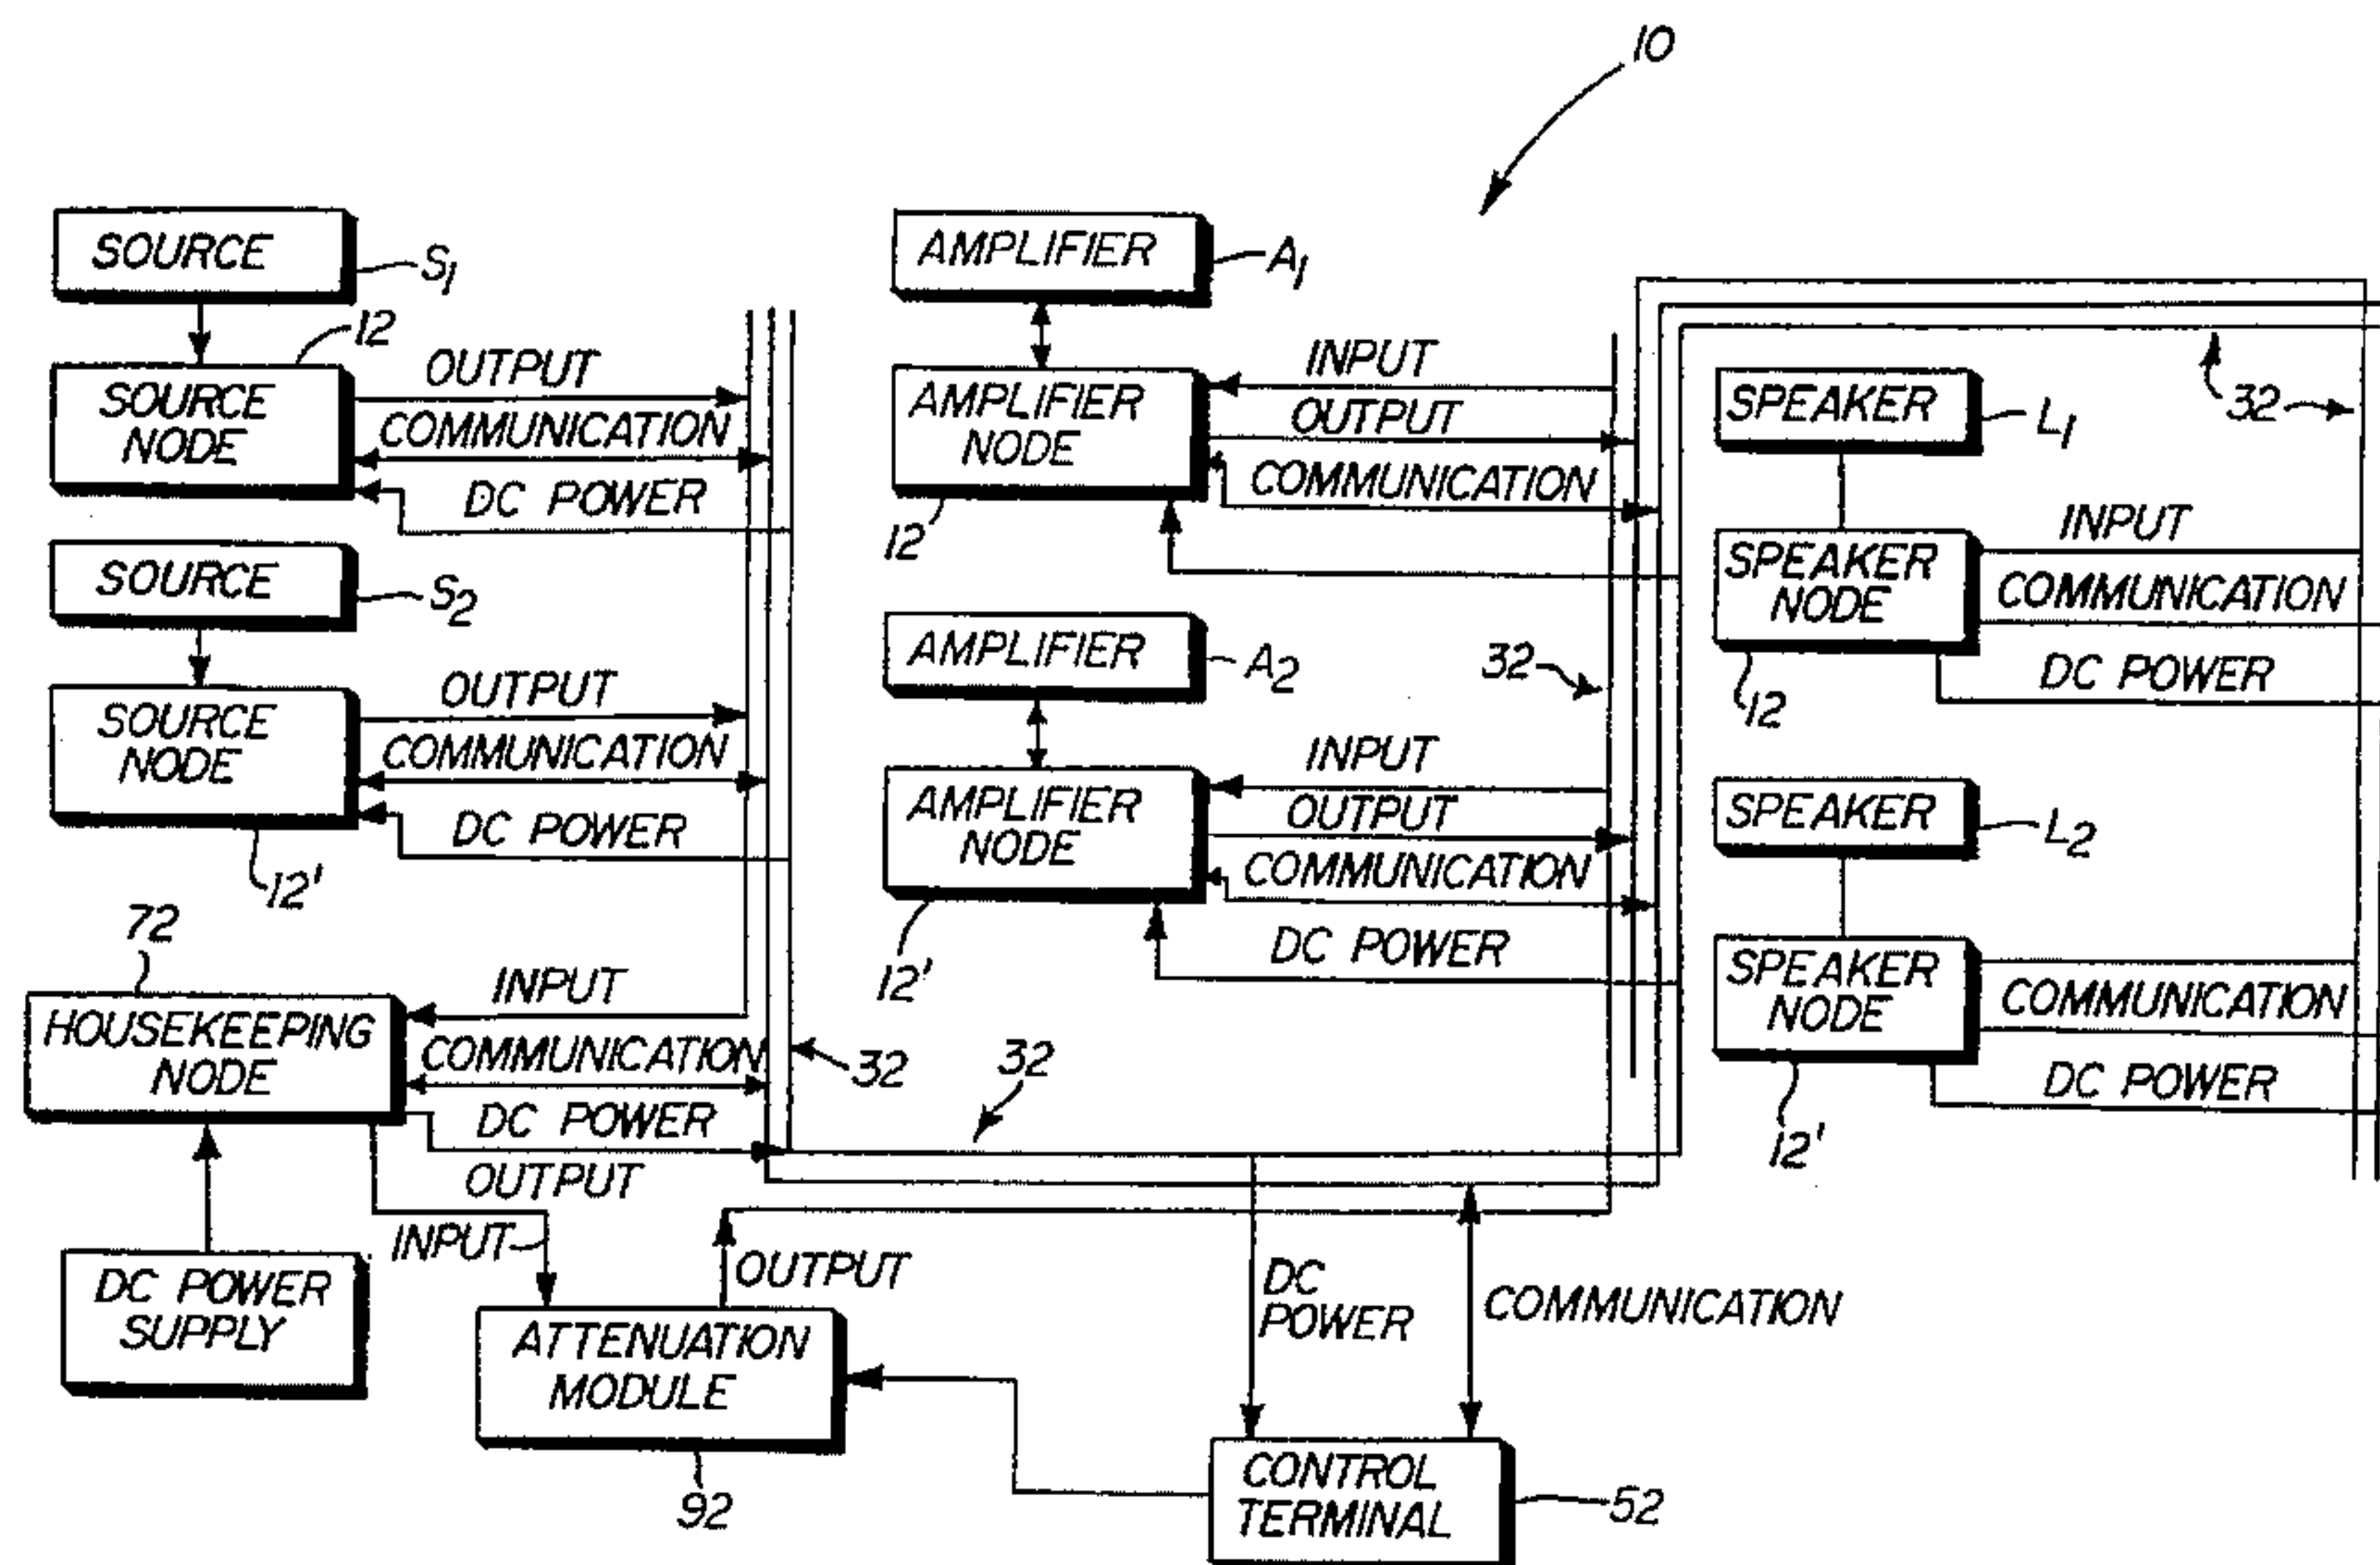 10
SOURCE
S1
12
SOURCE
NODE
OUTPUT
COMMUNICATION
DC POWER
SOURCE
S2
SOURCE
NODE
12'
OUTPUT
COMMUNICATION
DC POWER
72
HOUSEKEEPING
NODE
INPUT
COMMUNICATION
DC POWER
OUTPUT
32
32
INPUT
DC POWER
SUPPLY
OUTPUT
ATTENUATION
MODULE
92
AMPLIFIER
A1
AMPLIFIER
NODE
12
INPUT
OUTPUT
COMMUNICATION
AMPLIFIER
A2
32
AMPLIFIER
NODE
12'
INPUT
OUTPUT
COMMUNICATION
DC POWER
DC
POWER
COMMUNICATION
CONTROL
TERMINAL
52
32
SPEAKER
L1
SPEAKER
NODE
12
INPUT
COMMUNICATION
DC POWER
SPEAKER
L2
SPEAKER
NODE
12'
COMMUNICATION
DC POWER